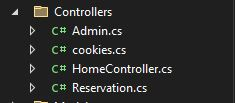 Controllers
C# Admin.cs
C# cookies.cs
C# HomeController.cs
C# Reservation.cs